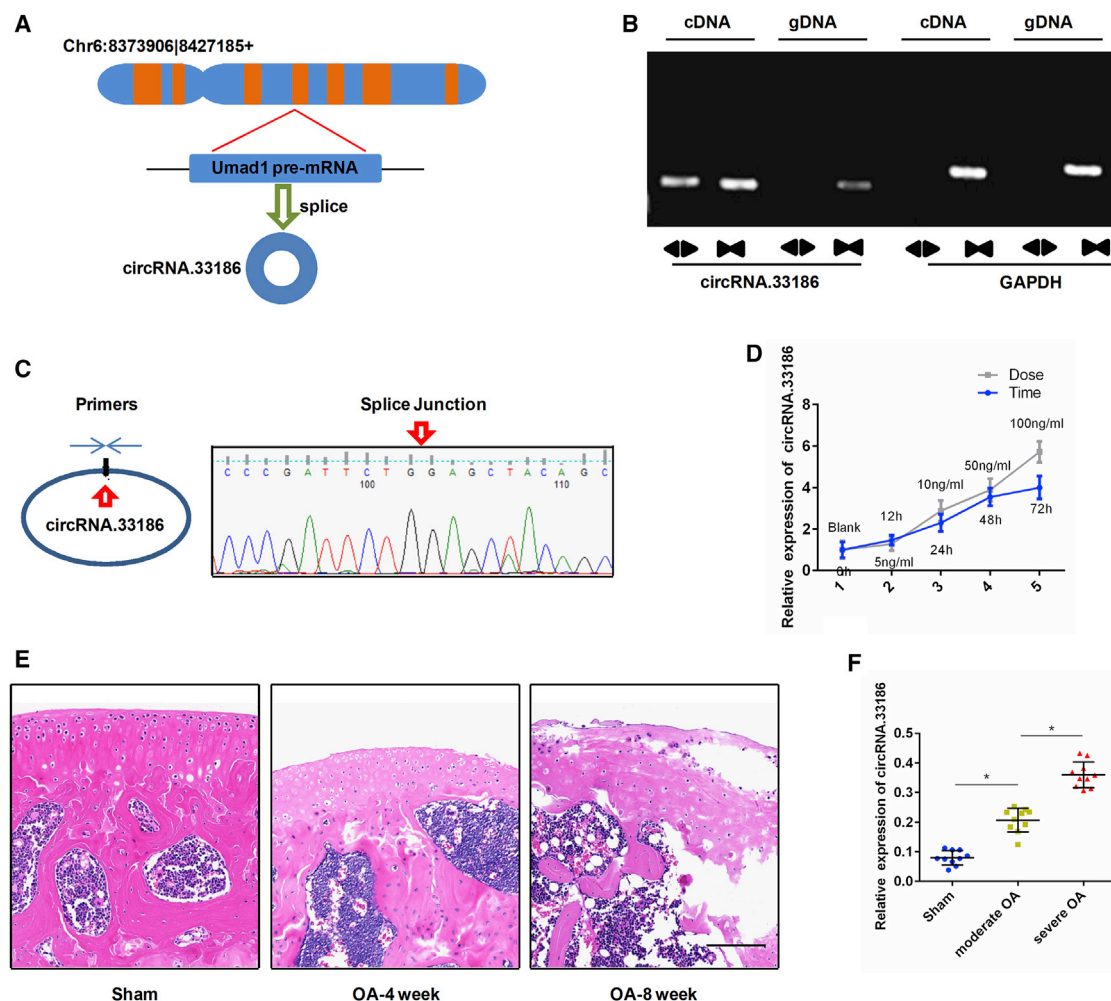 A
Chr6:8373906|8427185+
Umad1 pre-mRNA
splice
circRNA.33186
B
cDNA gDNA cDNA gDNA
circRNA.33186 GAPDH
C
Primers
circRNA.33186
Splice Junction
C C C G A T T C T G G A G C T A C A G C
100 110
D
Relative expression of circRNA.33186
Dose
Time
8
6
4
2
0
100ng/ml
50ng/ml
10ng/ml
72h
48h
12h
Blank
24h
5ng/ml
0h
1 2 3 4 5
E
Sham OA-4 week OA-8 week
F
Relative expression of circRNA.33186
0.5
0.4
0.3
0.2
0.1
0.0
* *
Sham moderate OA severe OA